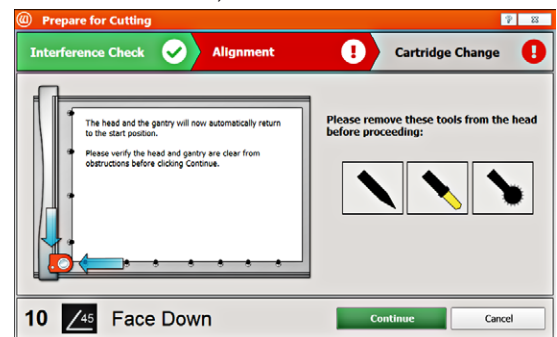 Prepare for Cutting
Interference Check
Alignment
Cartridge Change
The head and the gantry will now automatically return
to the start position.
Please verify the head and gantry are clear from
obstructions before clicking Continue.
Please remove these tools from the head
before proceeding:
10 45 Face Down
Continue
Cancel